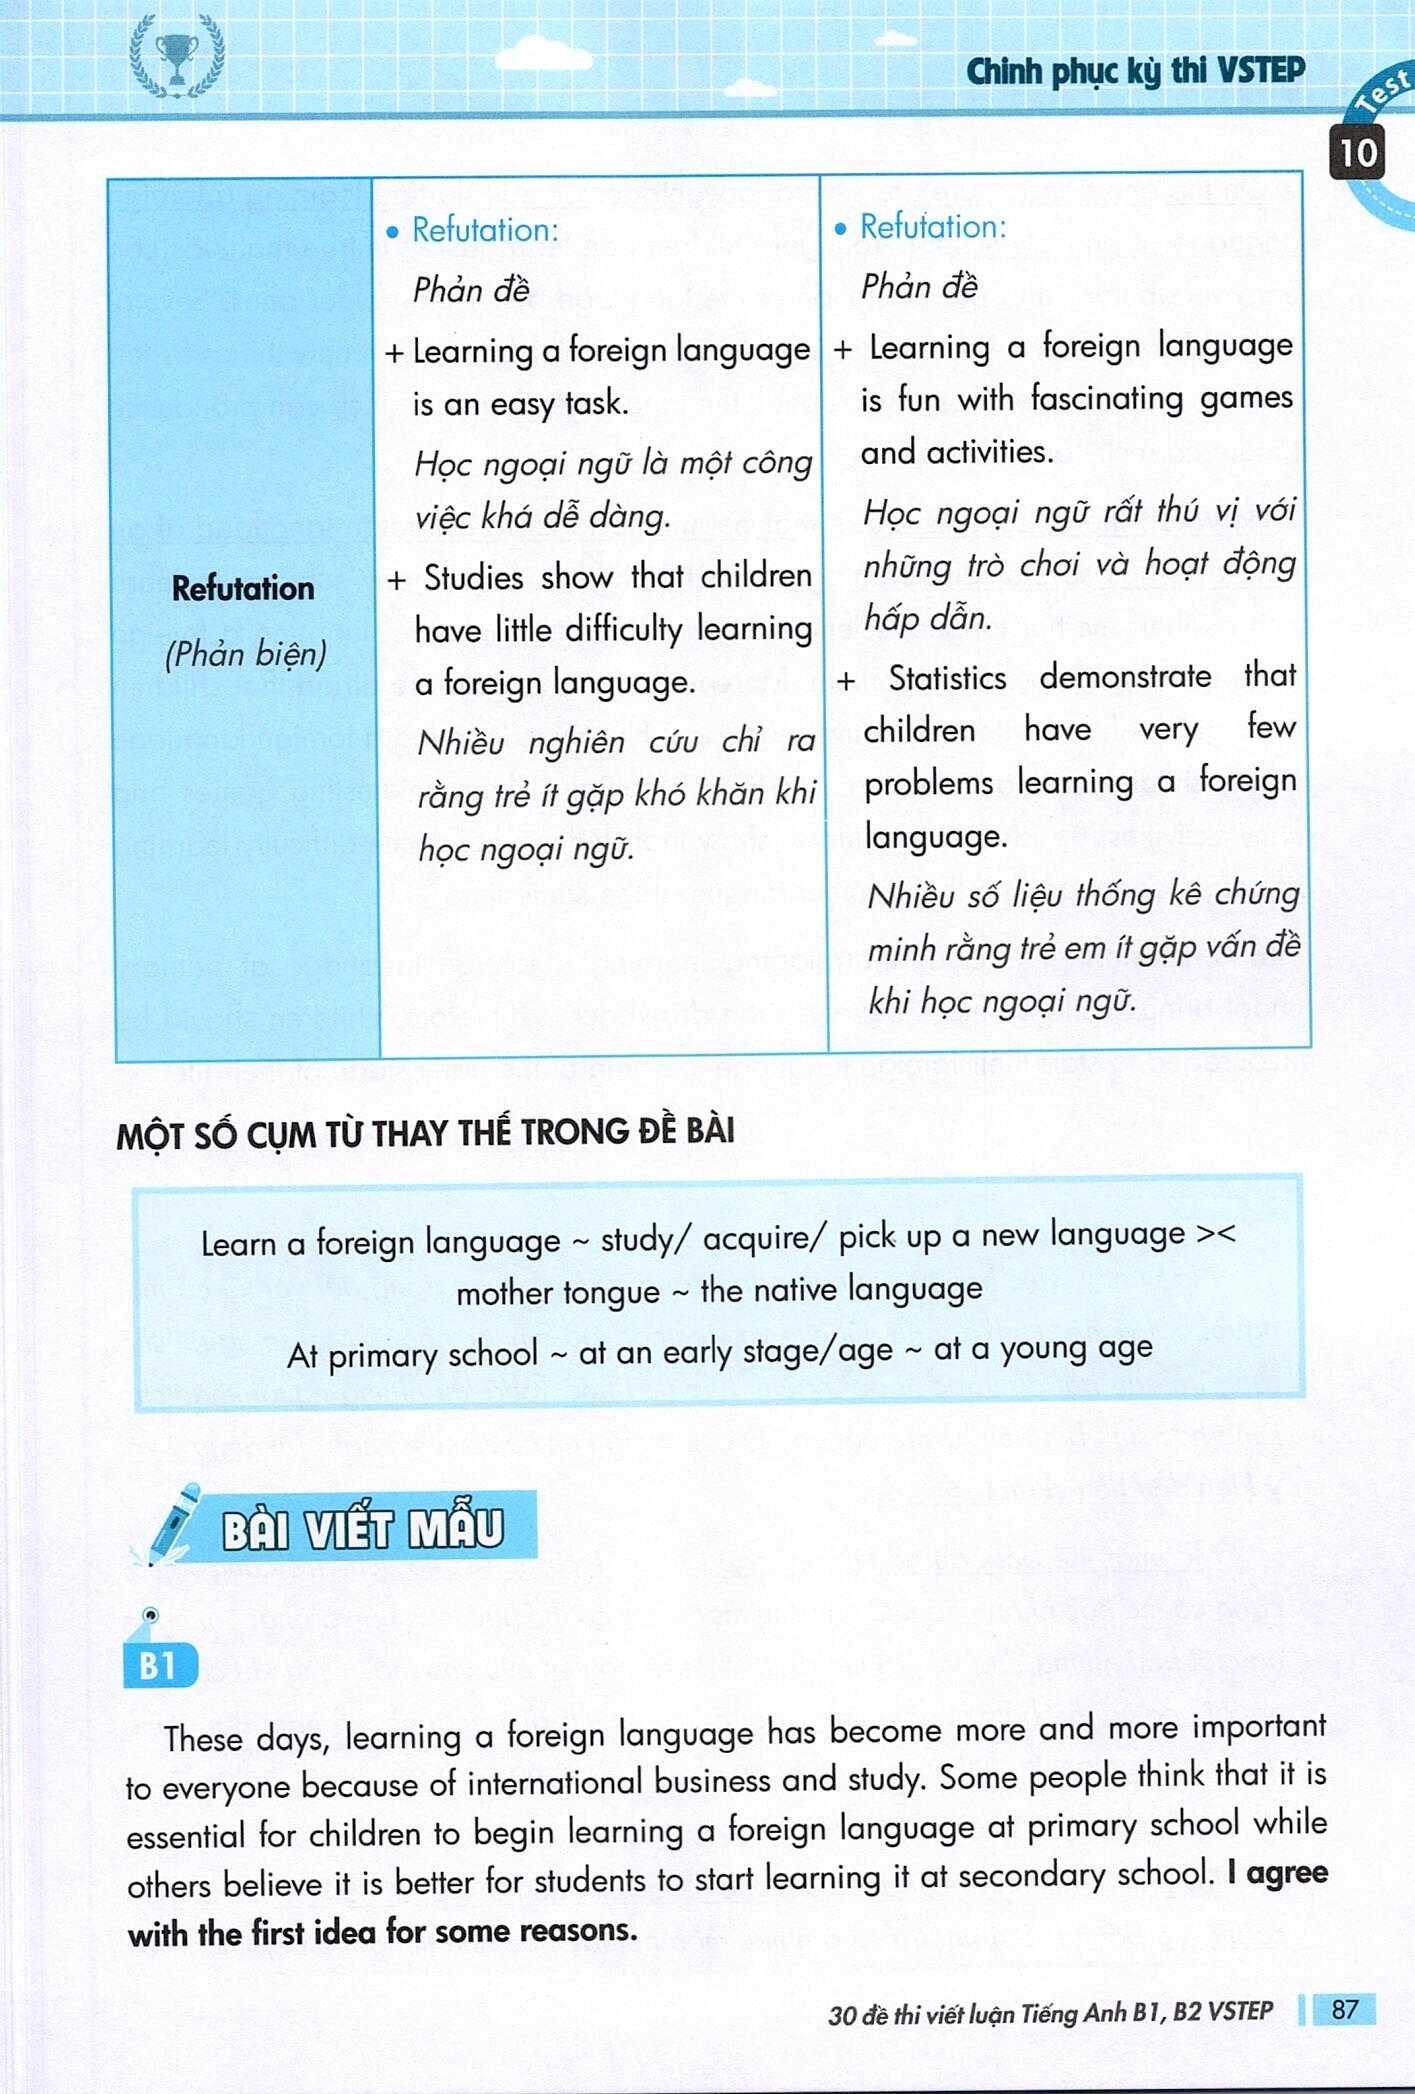 Chinh phục kỳ thi VSTEP
Test
10
Refutation
(Phản biện)
• Refutation:
Phản đề
+ Learning a foreign language
is an easy task.
Học ngoại ngữ là một công
việc khá dễ dàng.
+ Studies show that children
have little difficulty learning
a foreign language.
Nhiều nghiên cứu chỉ ra
rằng trẻ ít gặp khó khăn khi
học ngoại ngữ.
• Refutation:
Phản đề
+ Learning a foreign language
is fun with fascinating games
and activities.
Học ngoại ngữ rất thú vị với
những trò chơi và hoạt động
hấp dẫn.
+ Statistics demonstrate that
children have very few
problems learning a foreign
language.
Nhiều số liệu thống kê chứng
minh rằng trẻ em ít gặp vấn đề
khi học ngoại ngữ.
MỘT SỐ CỤM TỪ THAY THẾ TRONG ĐỀ BÀI
Learn a foreign language ~ study/ acquire/ pick up a new language ><
mother tongue ~ the native language
At primary school ~ at an early stage/age ~ at a young age
BÀI VIẾT MẪU
B1
These days, learning a foreign language has become more and more important
to everyone because of international business and study. Some people think that it is
essential for children to begin learning a foreign language at primary school while
others believe it is better for students to start learning it at secondary school. I agree
with the first idea for some reasons.
30 đề thi viết luận Tiếng Anh B1, B2 VSTEP
87